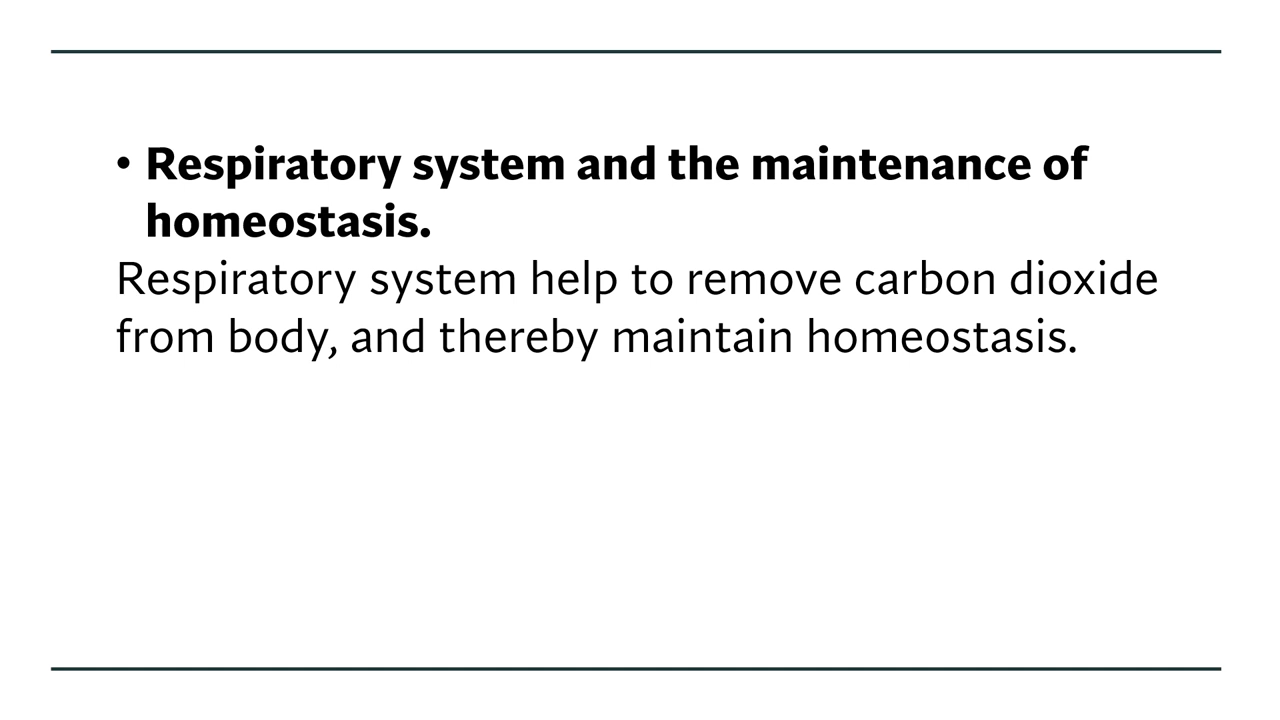 • Respiratory system and the maintenance of
homeostasis.
Respiratory system help to remove carbon dioxide
from body, and thereby maintain homeostasis.